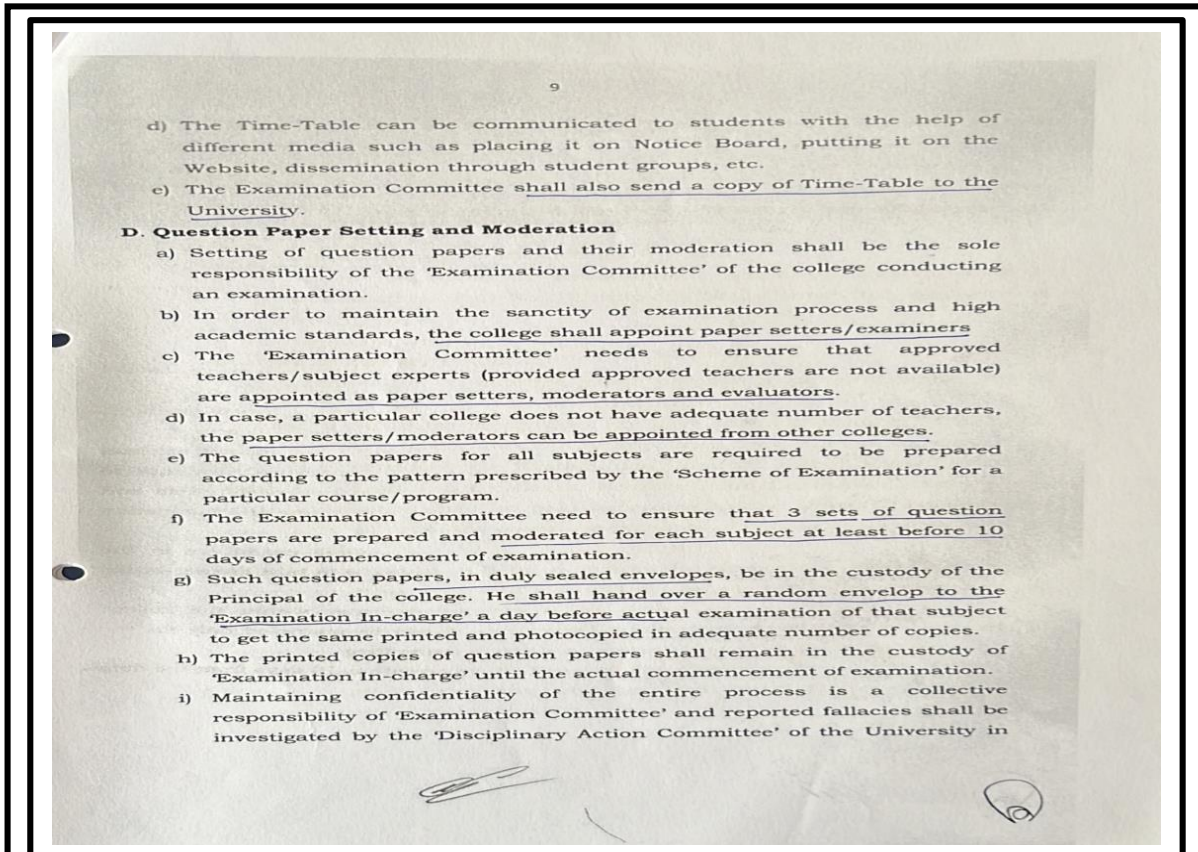 9
d) The Time-Table can be communicated to students with the help of
different media such as placing it on Notice Board, putting it on the
Website, dissemination through student groups, etc.
e) The Examination Committee shall also send a copy of Time-Table to the
University.
D. Question Paper Setting and Moderation
a) Setting of question papers and their moderation shall be the sole
responsibility of the 'Examination Committee' of the college conducting
an examination.
b) In order to maintain the sanctity of examination process and high
academic standards, the college shall appoint paper setters/examiners
c) The 'Examination Committee' needs to ensure that approved
teachers/subject experts (provided approved teachers are not available)
are appointed as paper setters, moderators and evaluators.
d) In case, a particular college does not have adequate number of teachers,
the paper setters/moderators can be appointed from other colleges.
e) The question papers for all subjects are required to be prepared
according to the pattern prescribed by the 'Scheme of Examination' for a
particular course/program.
f) The Examination Committee need to ensure that 3 sets of question
papers are prepared and moderated for each subject at least before 10
days of commencement of examination.
g) Such question papers, in duly sealed envelopes, be in the custody of the
Principal of the college. He shall hand over a random envelop to the
'Examination In-charge' a day before actual examination of that subject
to get the same printed and photocopied in adequate number of copies.
h) The printed copies of question papers shall remain in the custody of
'Examination In-charge' until the actual commencement of examination.
i) Maintaining confidentiality of the entire process is a collective
responsibility of 'Examination Committee' and reported fallacies shall be
investigated by the 'Disciplinary Action Committee' of the University in